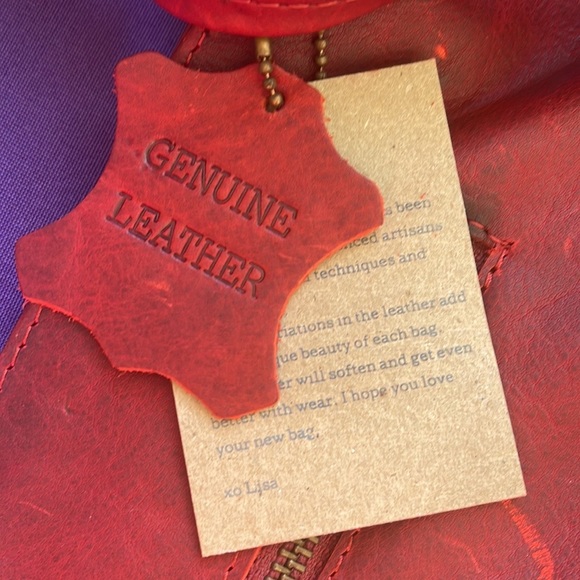 GENUINE
LEATHER
been
artisans
techniques and
in the leather add
beauty of each bag.
will soften and get even
better with wear. I hope you love
your new bag.
xo Lisa